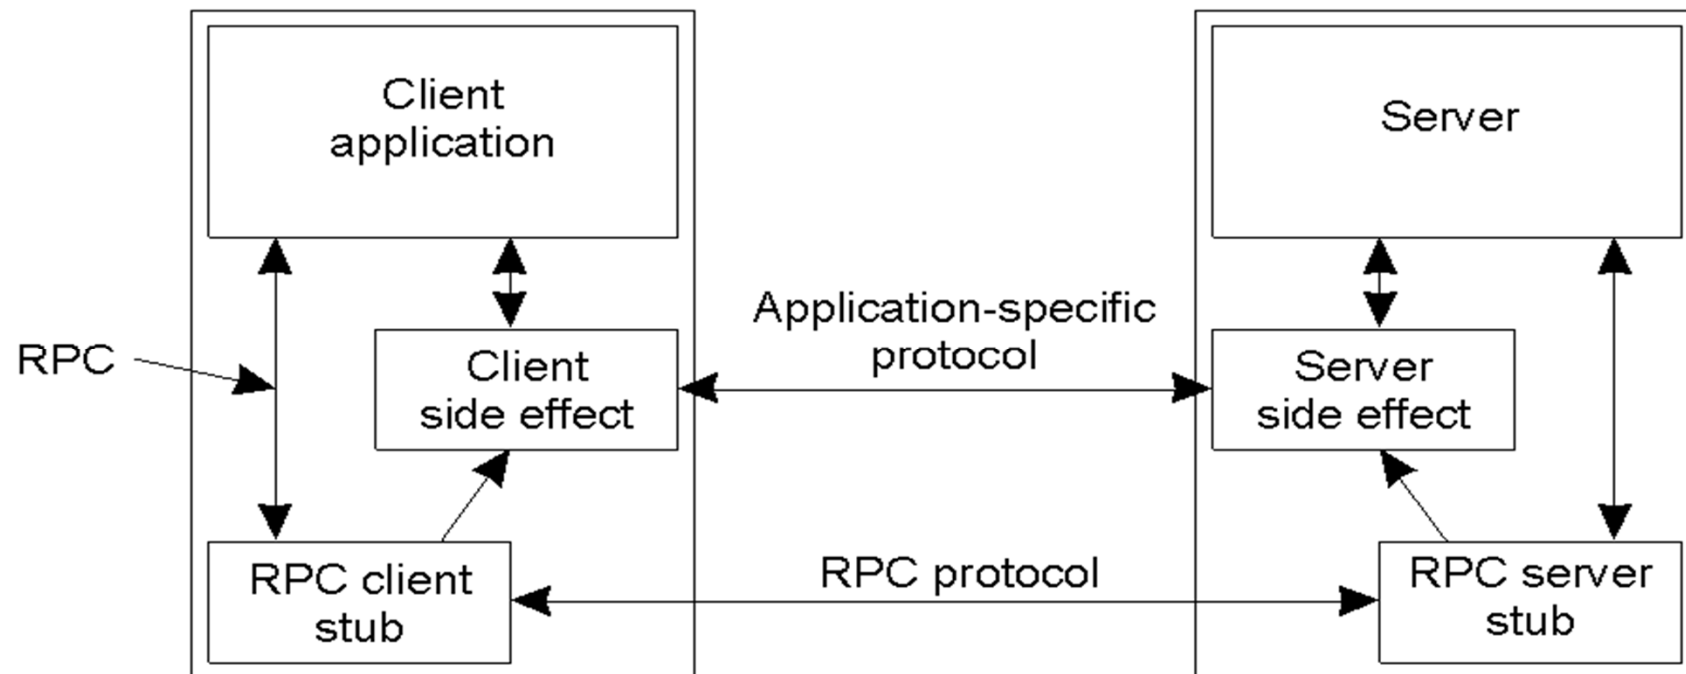 Client
application
Server
Application-specific
protocol
RPC
Client
side effect
Server
side effect
RPC client
stub
RPC protocol
RPC server
stub